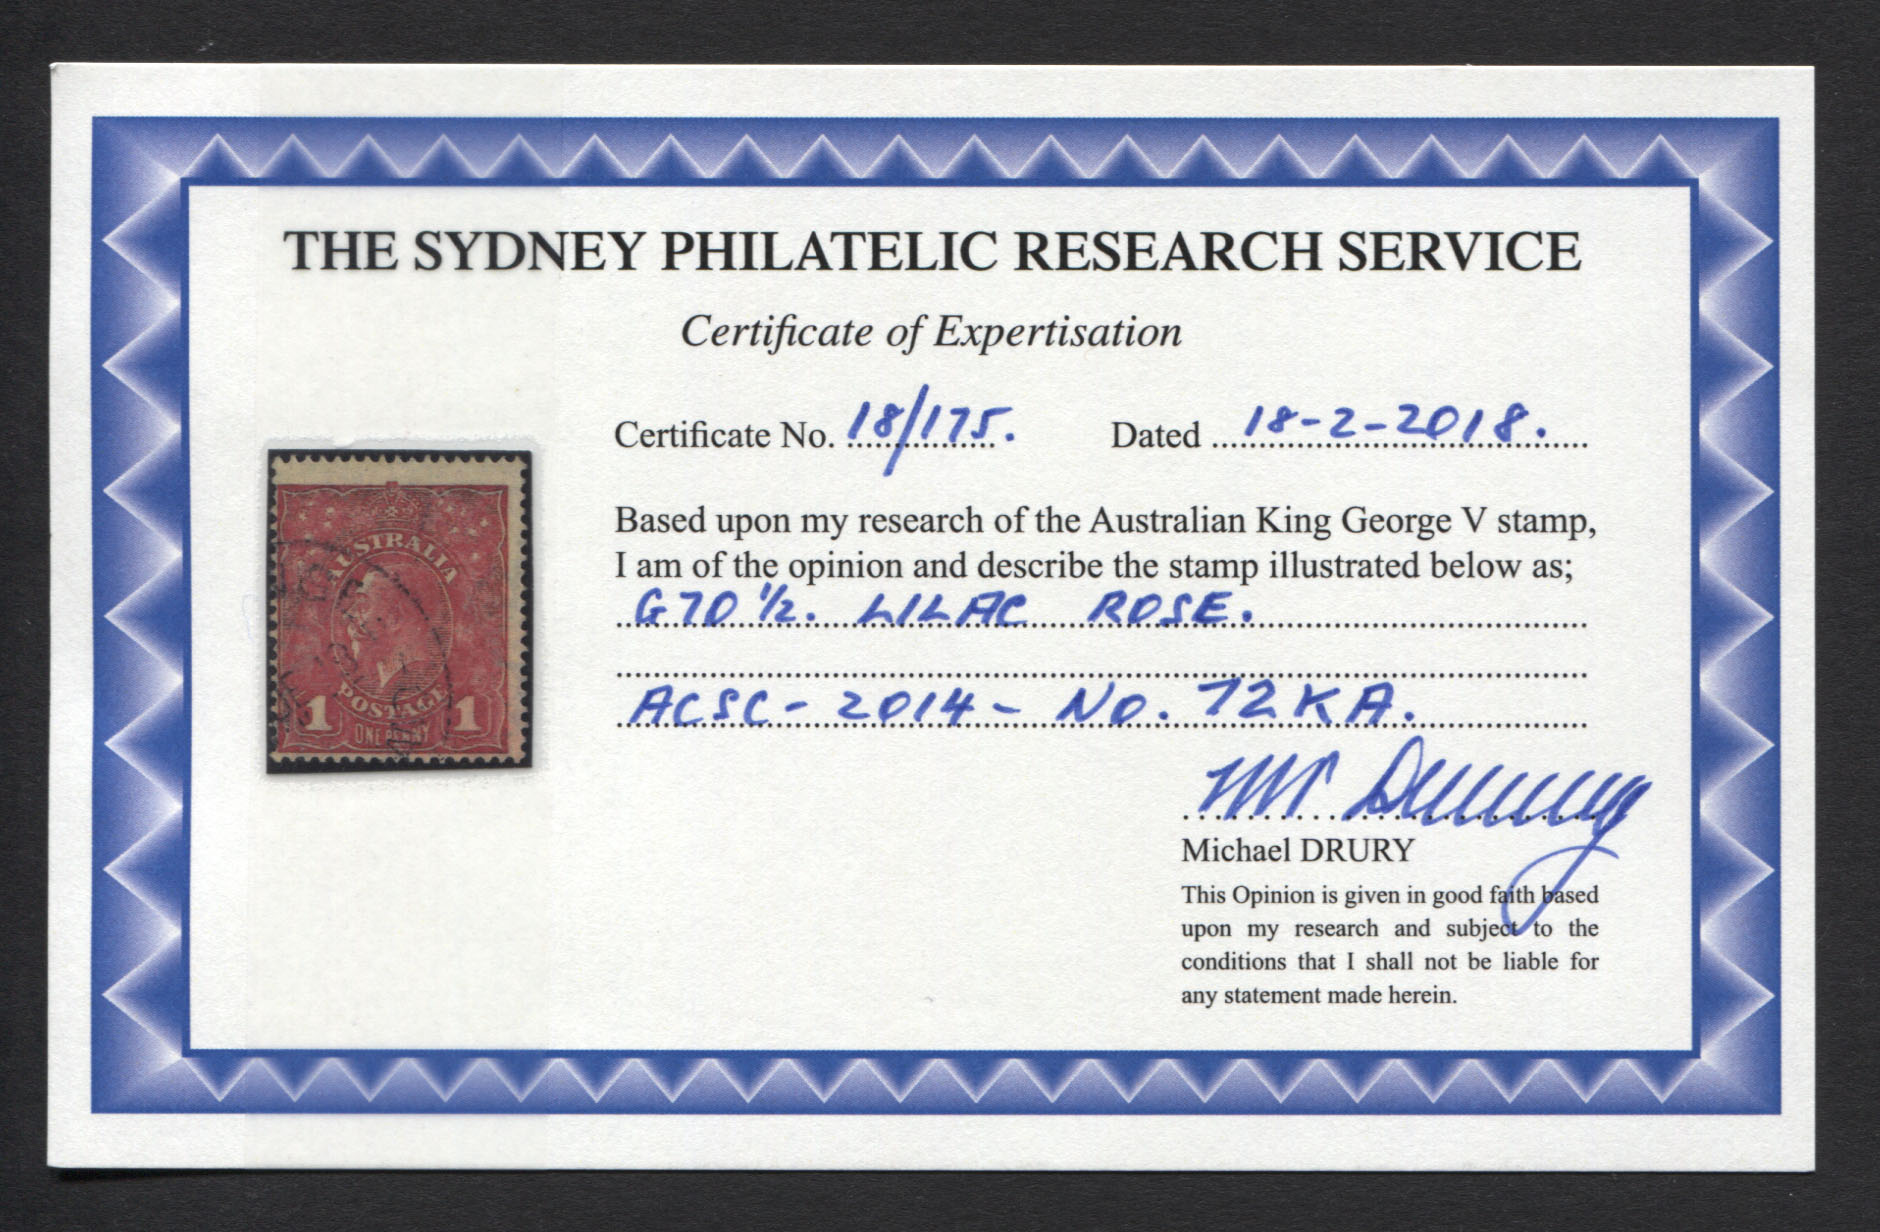 THE SYDNEY PHILATELIC RESEARCH SERVICE
Certificate of Expertisation
Certificate No. 18/175. Dated 18-2-2018.
Based upon my research of the Australian King George V stamp,
I am of the opinion and describe the stamp illustrated below as;
G70½. LILAC ROSE.
ACSC - 2014 - No. 72KA.
AUSTRALIA
POSTAGE
1 ONE PENNY 1
M Drury
Michael DRURY
This Opinion is given in good faith based
upon my research and subject to the
conditions that I shall not be liable for
any statement made herein.